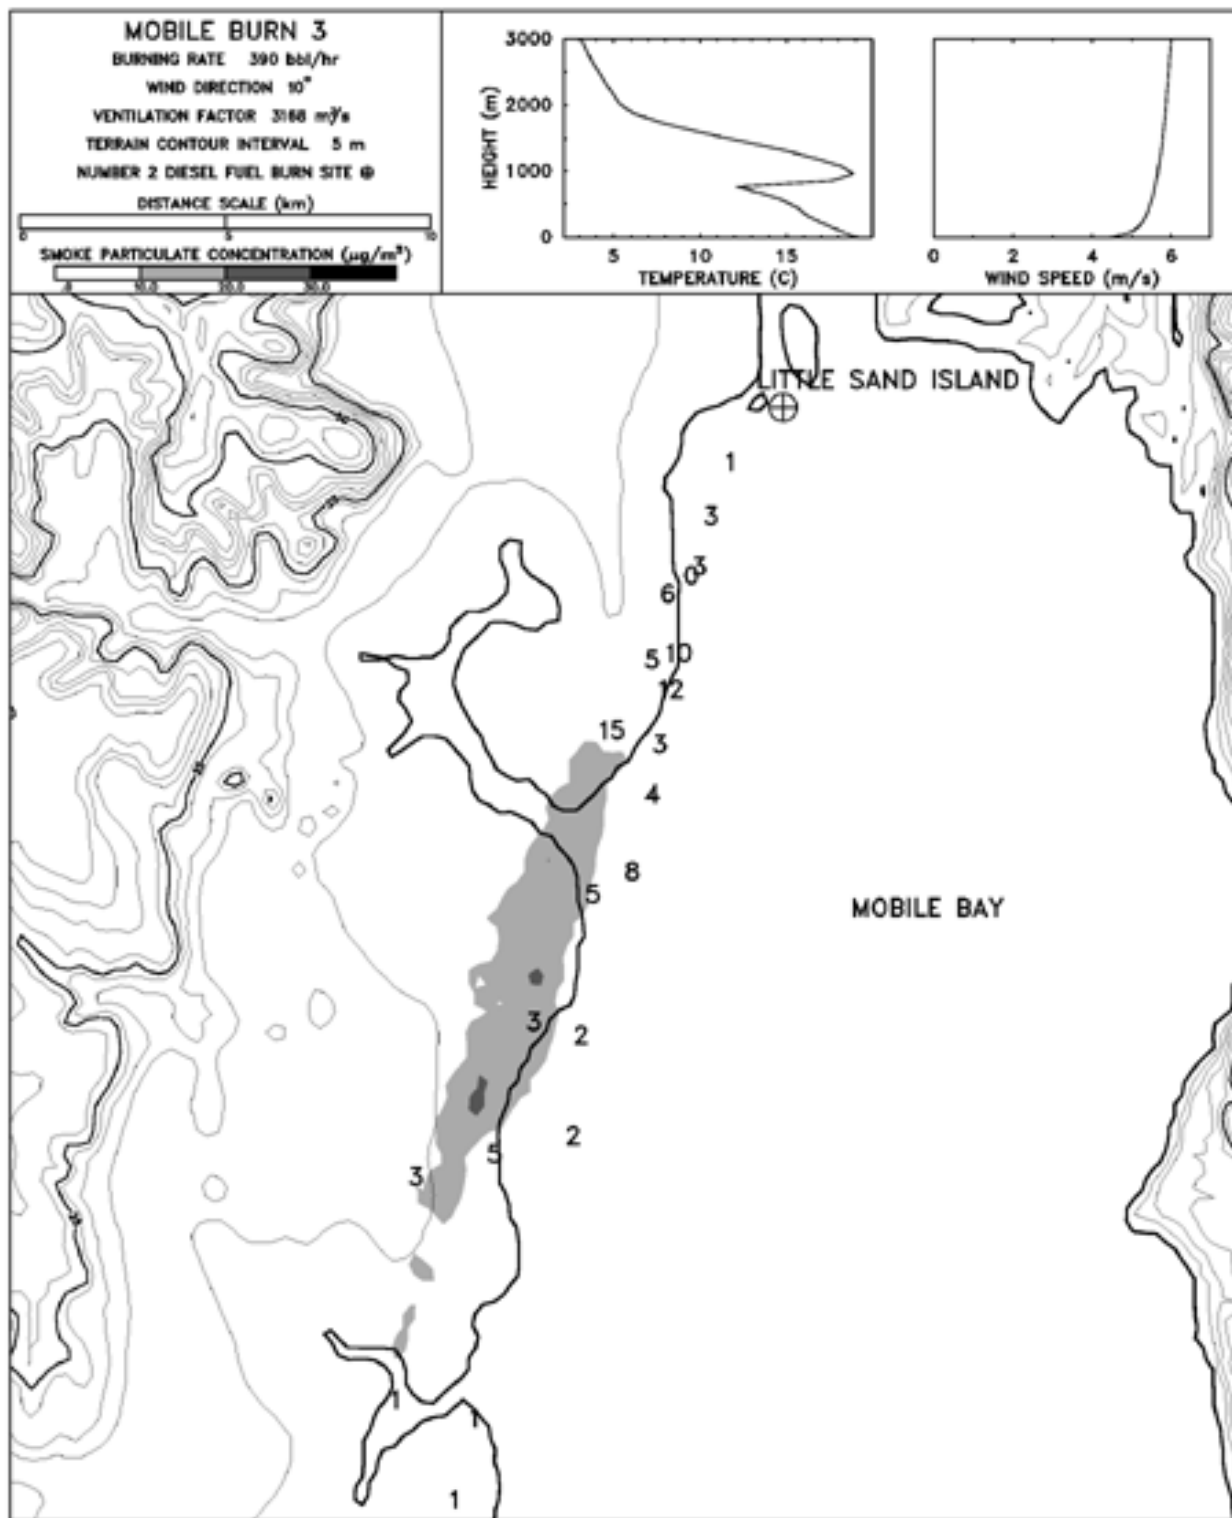 MOBILE BURN 3
BURNING RATE 390 bbl/hr
WIND DIRECTION 10°
VENTILATION FACTOR 3168 m²/s
TERRAIN CONTOUR INTERVAL 5 m
NUMBER 2 DIESEL FUEL BURN SITE ⊕
DISTANCE SCALE (km)
0 5 10
SMOKE PARTICULATE CONCENTRATION (μg/m³)
10.0 20.0 30.0
3000
2000
1000
0
HEIGHT (m)
5 10 15
TEMPERATURE (C)
0 2 4 6
WIND SPEED (m/s)
LITTLE SAND ISLAND
1
3
3
0
6
10
5
12
15
3
4
8
5
MOBILE BAY
3
2
2
5
3
1
1
1